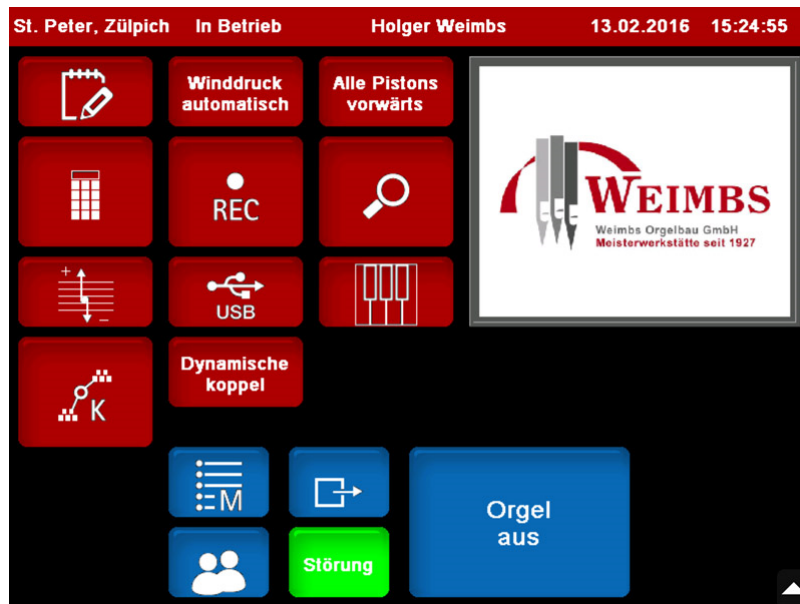 St. Peter, Zülpich In Betrieb Holger Weimbs 13.02.2016 15:24:55
Winddruck
automatisch
Alle Pistons
vorwärts
REC
WEIMBS
Weimbs Orgelbau GmbH
Meisterwerkstätte seit 1927
+
−
USB
K
Dynamische
koppel
M
Orgel
aus
Störung